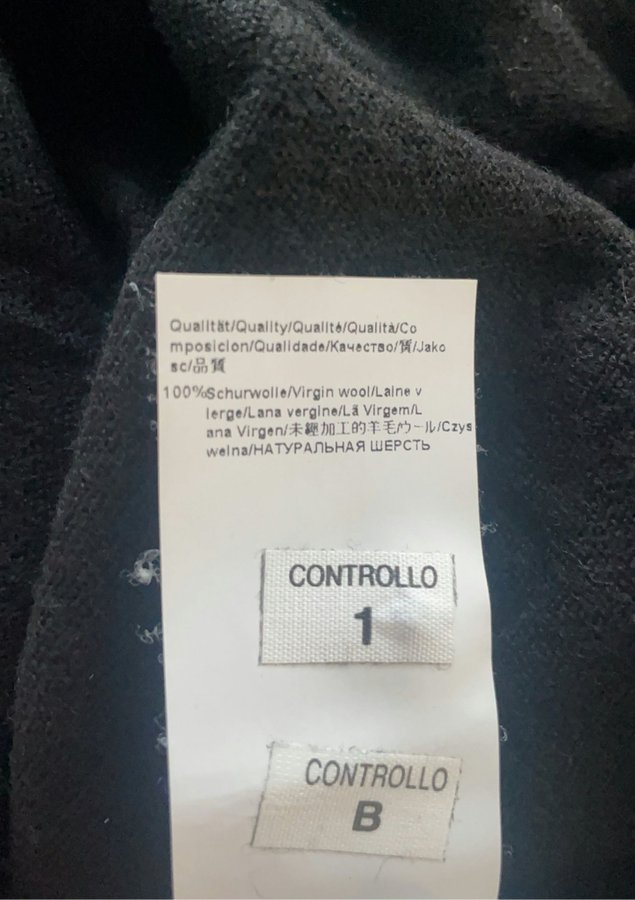 Qualität/Quality/Qualité/Qualità/Co
mposicion/Qualidade/Качество/質/Jako
sc/品質
100%Schurwolle/Virgin wool/Laine v
ierge/Lana vergine/Lã Virgem/L
ana Virgen/未經加工的羊毛/ウール/Czys
welna/НАТУРАЛЬНАЯ ШЕРСТЬ
CONTROLLO
1
CONTROLLO
B